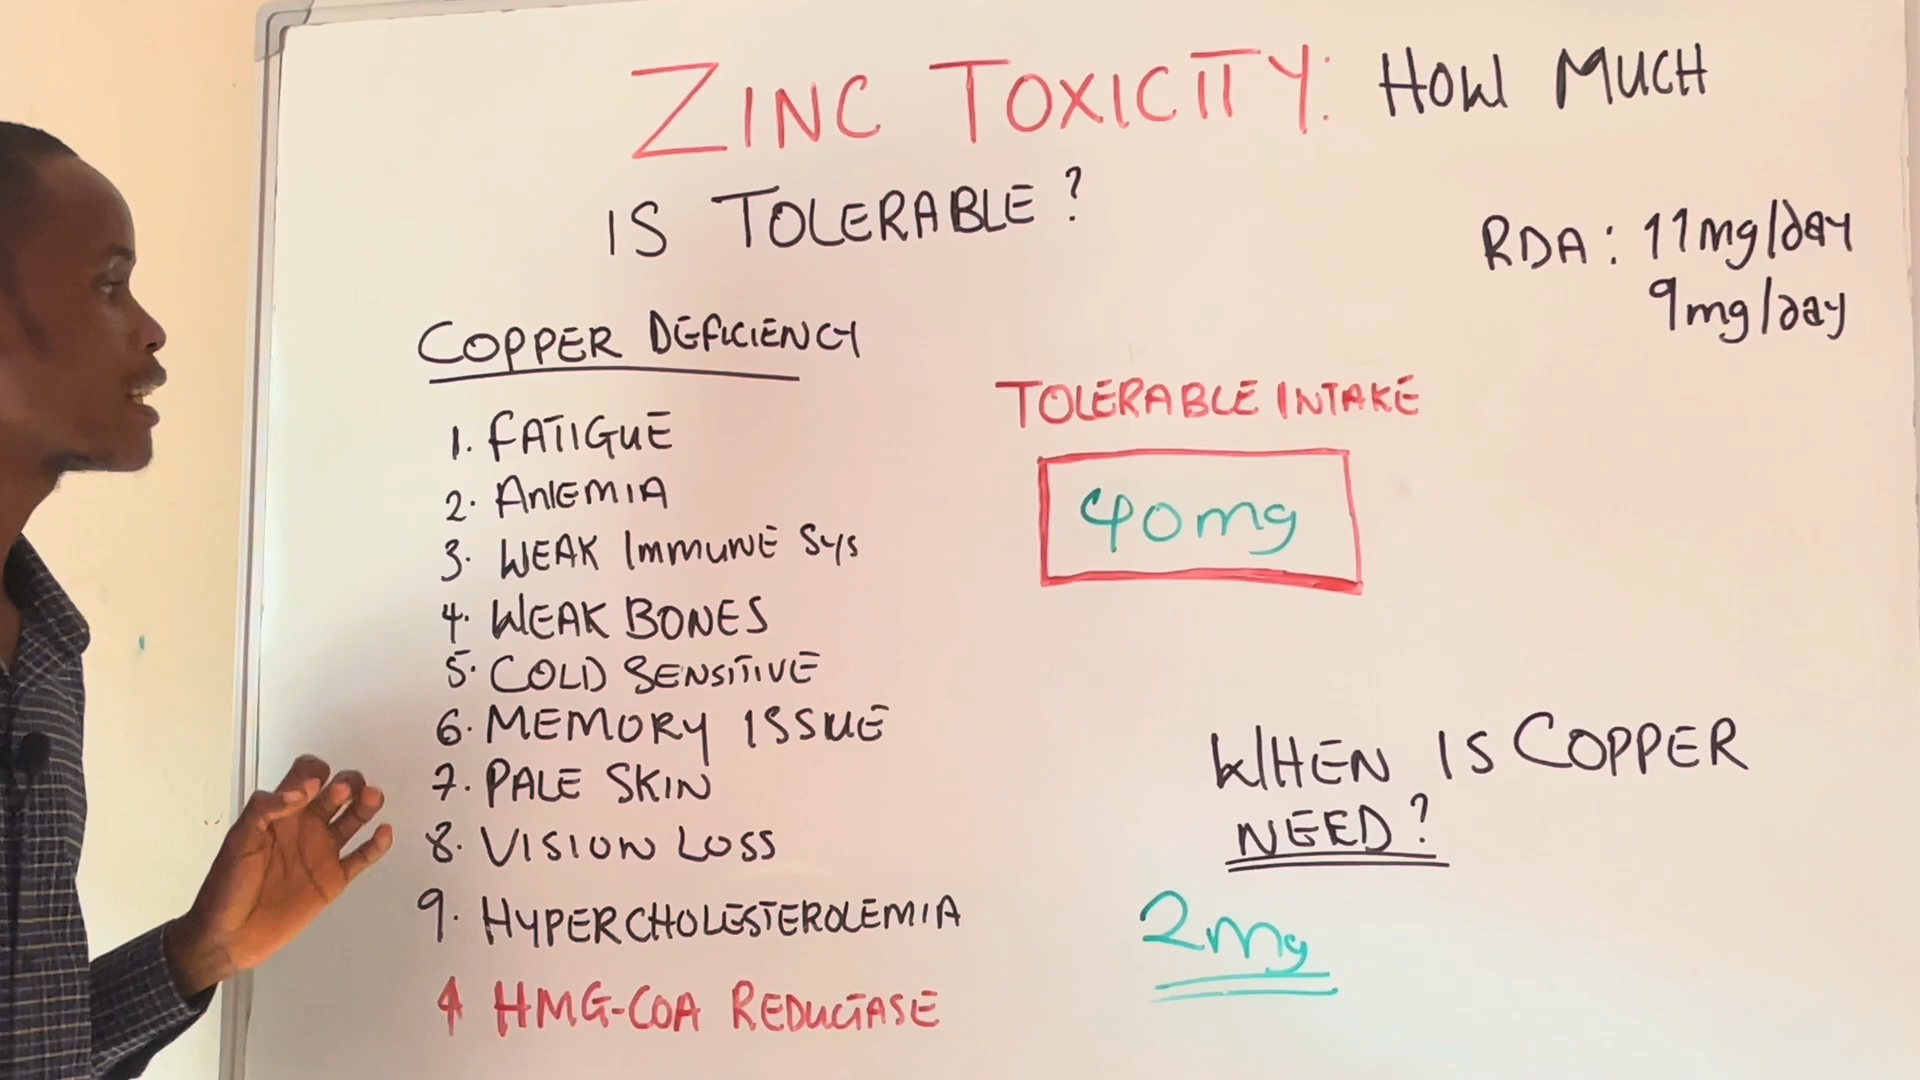 ZINC TOXICITY: HOW MUCH
IS TOLERABLE?
RDA: 11mg/day
9mg/day
COPPER DEFICIENCY
1. FATIGUE
2. ANEMIA
3. WEAK IMMUNE SYS
4. WEAK BONES
5. COLD SENSITIVE
6. MEMORY ISSUE
7. PALE SKIN
8. VISION LOSS
9. HYPERCHOLESTEROLEMIA
HMG-COA REDUCTASE
TOLERABLE INTAKE
40mg
WHEN IS COPPER
NEED?
2mg